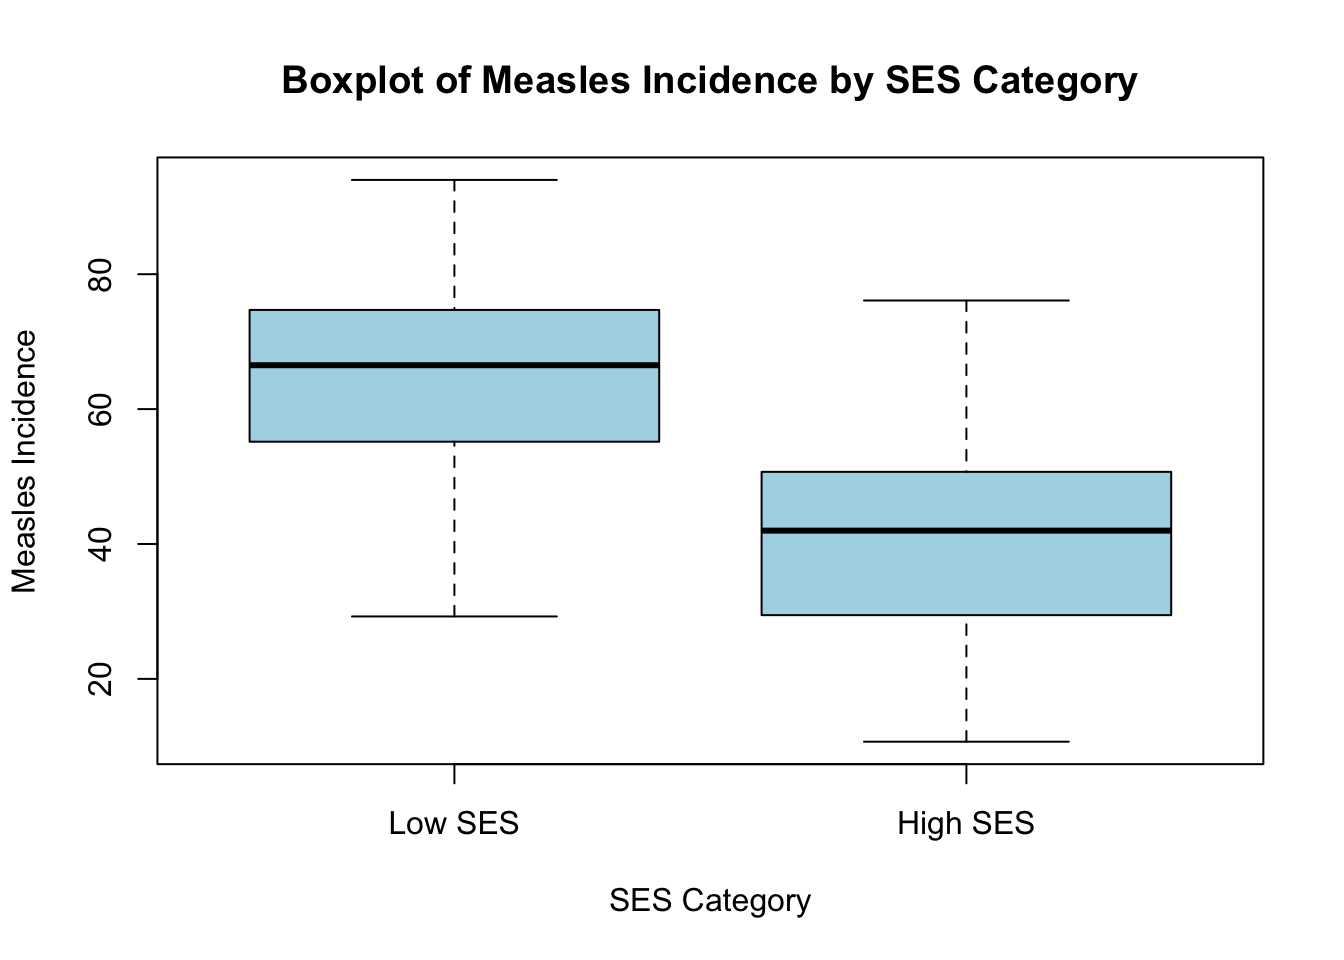 Boxplot of Measles Incidence by SES Category
Measles Incidence
80
60
40
20
Low SES
High SES
SES Category